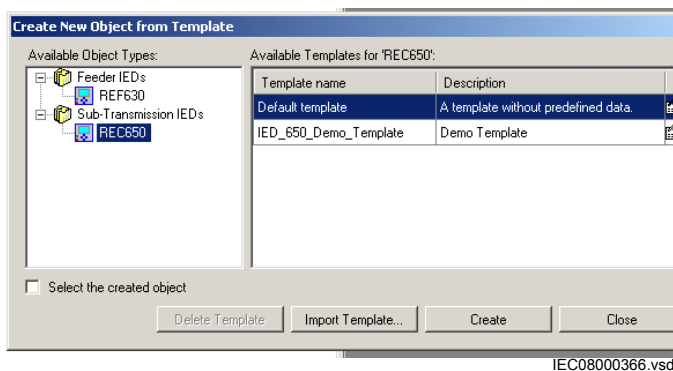 Create New Object from Template
Available Object Types:
Feeder IEDs
REF630
Sub-Transmission IEDs
REC650
Available Templates for 'REC650':
Template name Description
Default template A template without predefined data.
IED_650_Demo_Template Demo Template
Select the created object
Delete Template Import Template... Create Close
IEC08000366.vsd